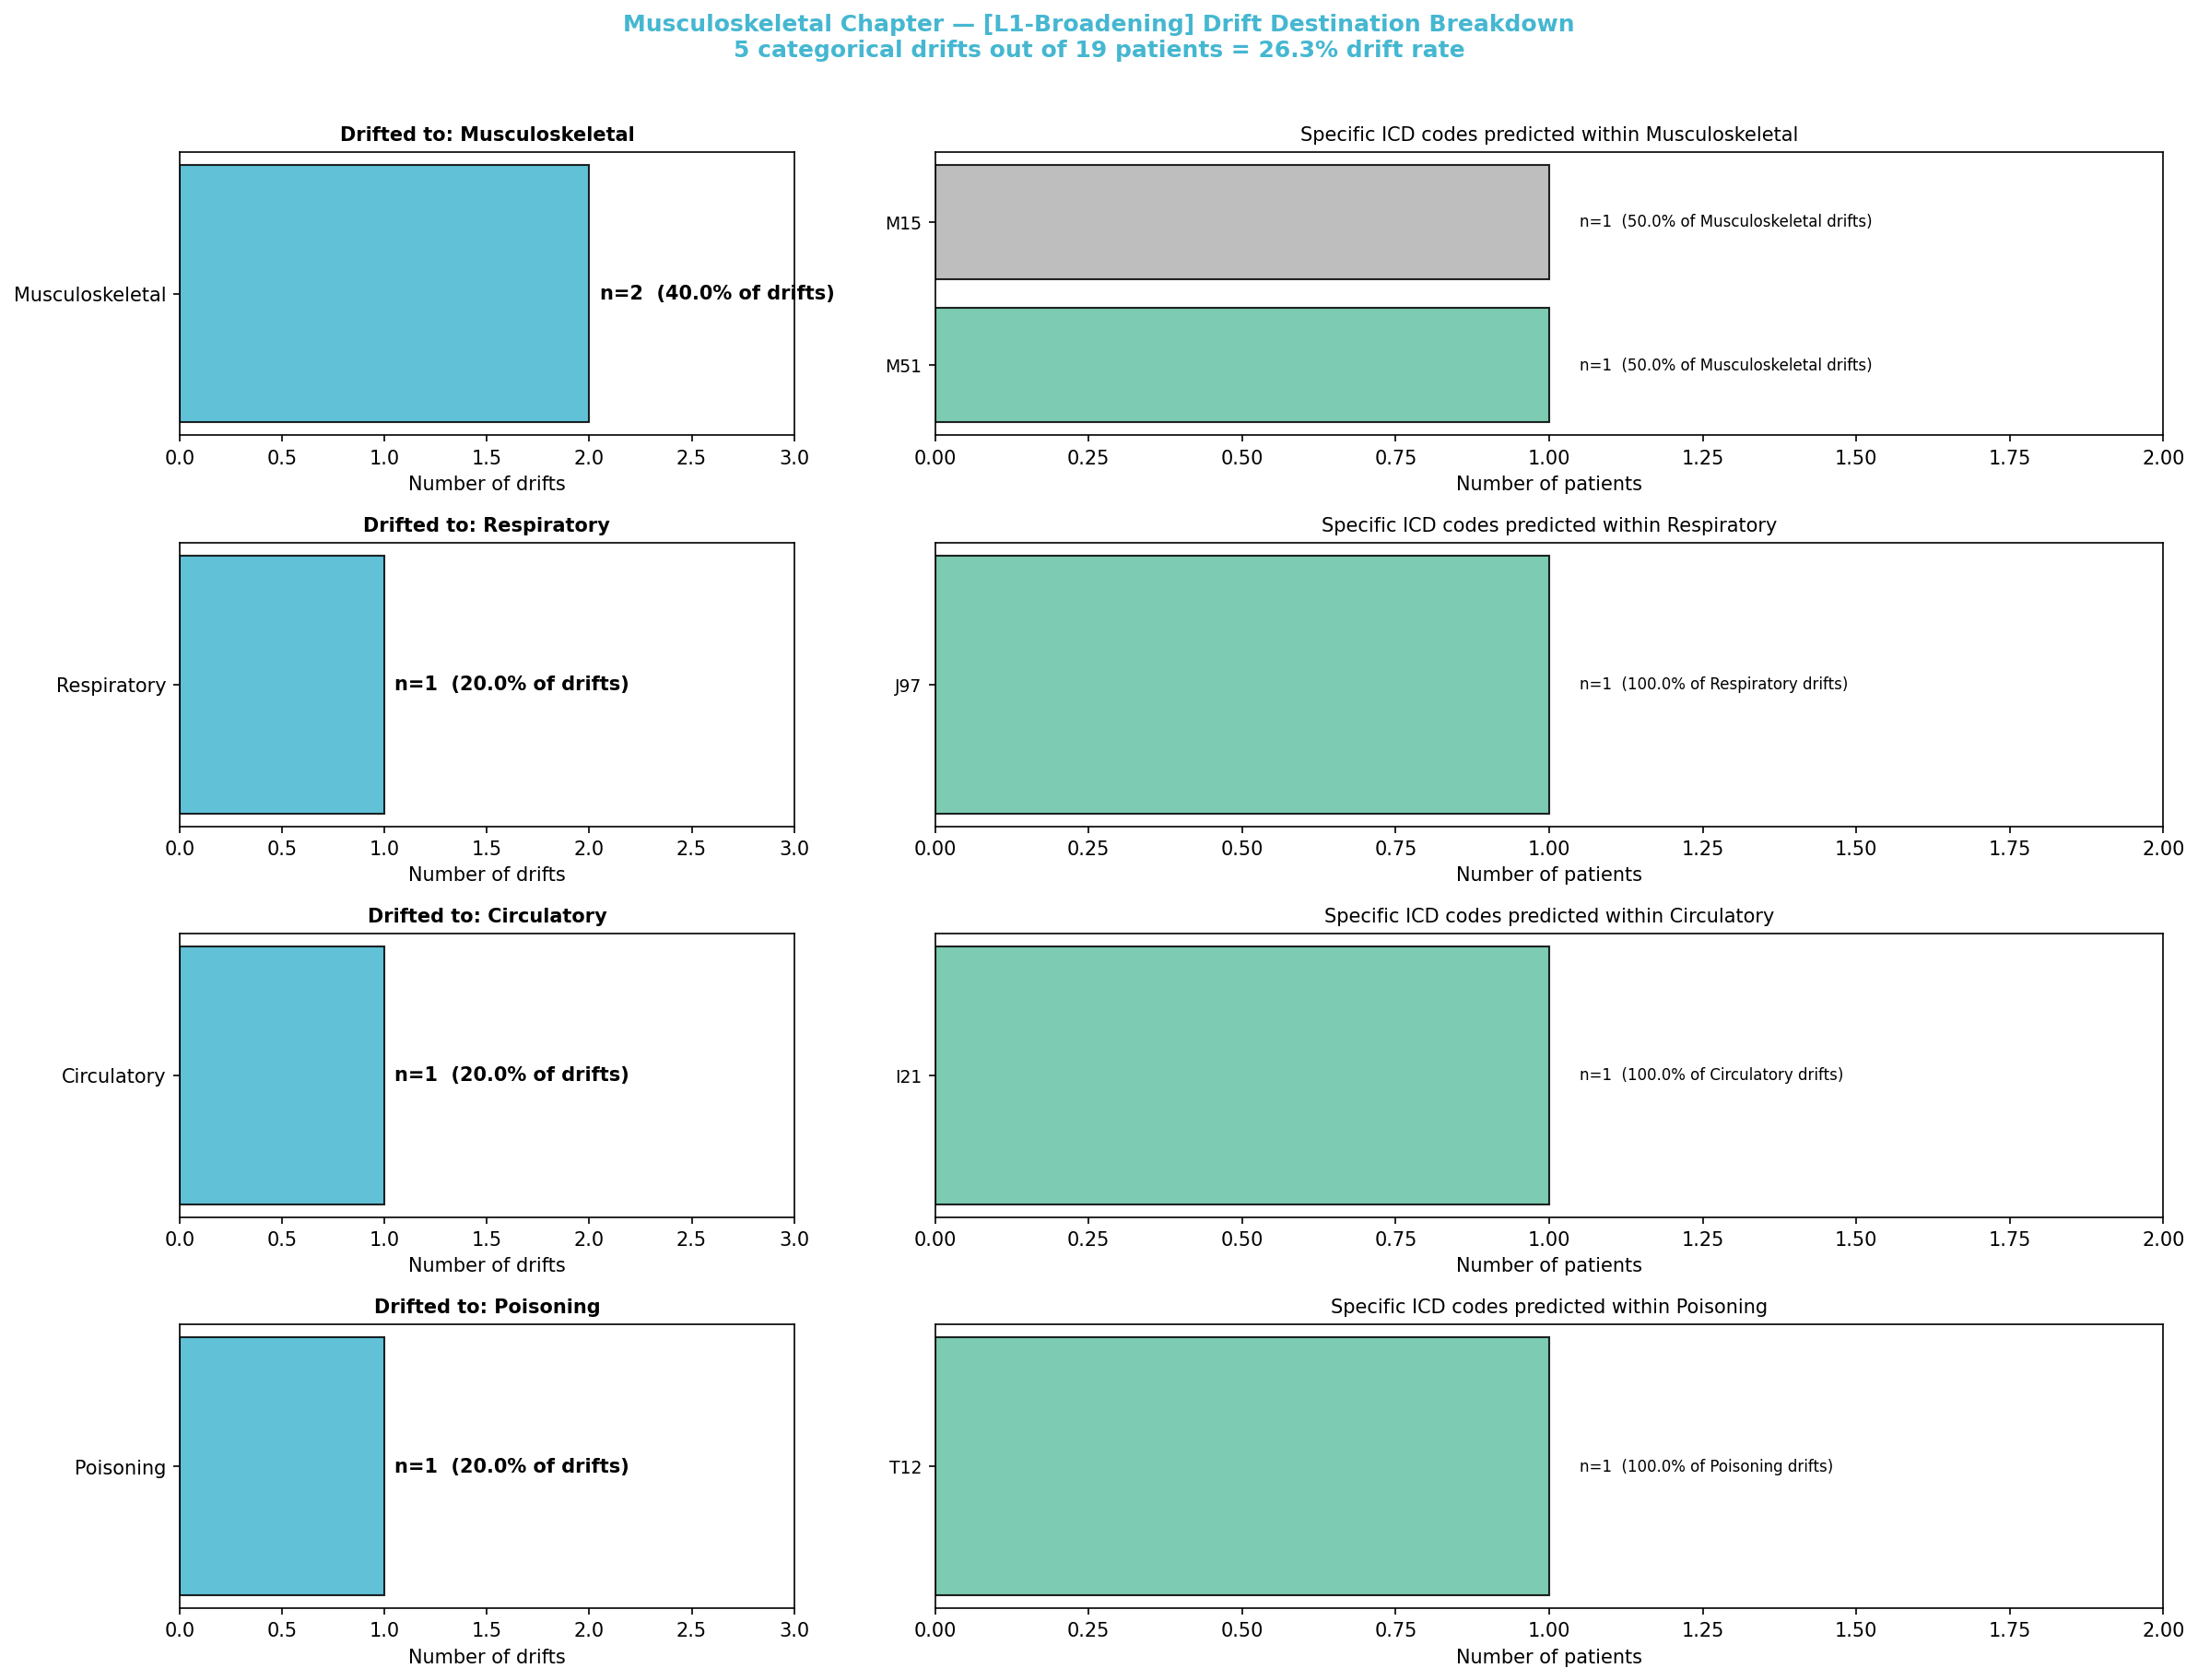 Musculoskeletal Chapter — [L1-Broadening] Drift Destination Breakdown
5 categorical drifts out of 19 patients = 26.3% drift rate
Drifted to: Musculoskeletal
Musculoskeletal
n=2  (40.0% of drifts)
0.0 0.5 1.0 1.5 2.0 2.5 3.0
Number of drifts
Specific ICD codes predicted within Musculoskeletal
M15
n=1  (50.0% of Musculoskeletal drifts)
M51
n=1  (50.0% of Musculoskeletal drifts)
0.00 0.25 0.50 0.75 1.00 1.25 1.50 1.75 2.00
Number of patients
Drifted to: Respiratory
Respiratory
n=1  (20.0% of drifts)
0.0 0.5 1.0 1.5 2.0 2.5 3.0
Number of drifts
Specific ICD codes predicted within Respiratory
J97
n=1  (100.0% of Respiratory drifts)
0.00 0.25 0.50 0.75 1.00 1.25 1.50 1.75 2.00
Number of patients
Drifted to: Circulatory
Circulatory
n=1  (20.0% of drifts)
0.0 0.5 1.0 1.5 2.0 2.5 3.0
Number of drifts
Specific ICD codes predicted within Circulatory
I21
n=1  (100.0% of Circulatory drifts)
0.00 0.25 0.50 0.75 1.00 1.25 1.50 1.75 2.00
Number of patients
Drifted to: Poisoning
Poisoning
n=1  (20.0% of drifts)
0.0 0.5 1.0 1.5 2.0 2.5 3.0
Number of drifts
Specific ICD codes predicted within Poisoning
T12
n=1  (100.0% of Poisoning drifts)
0.00 0.25 0.50 0.75 1.00 1.25 1.50 1.75 2.00
Number of patients